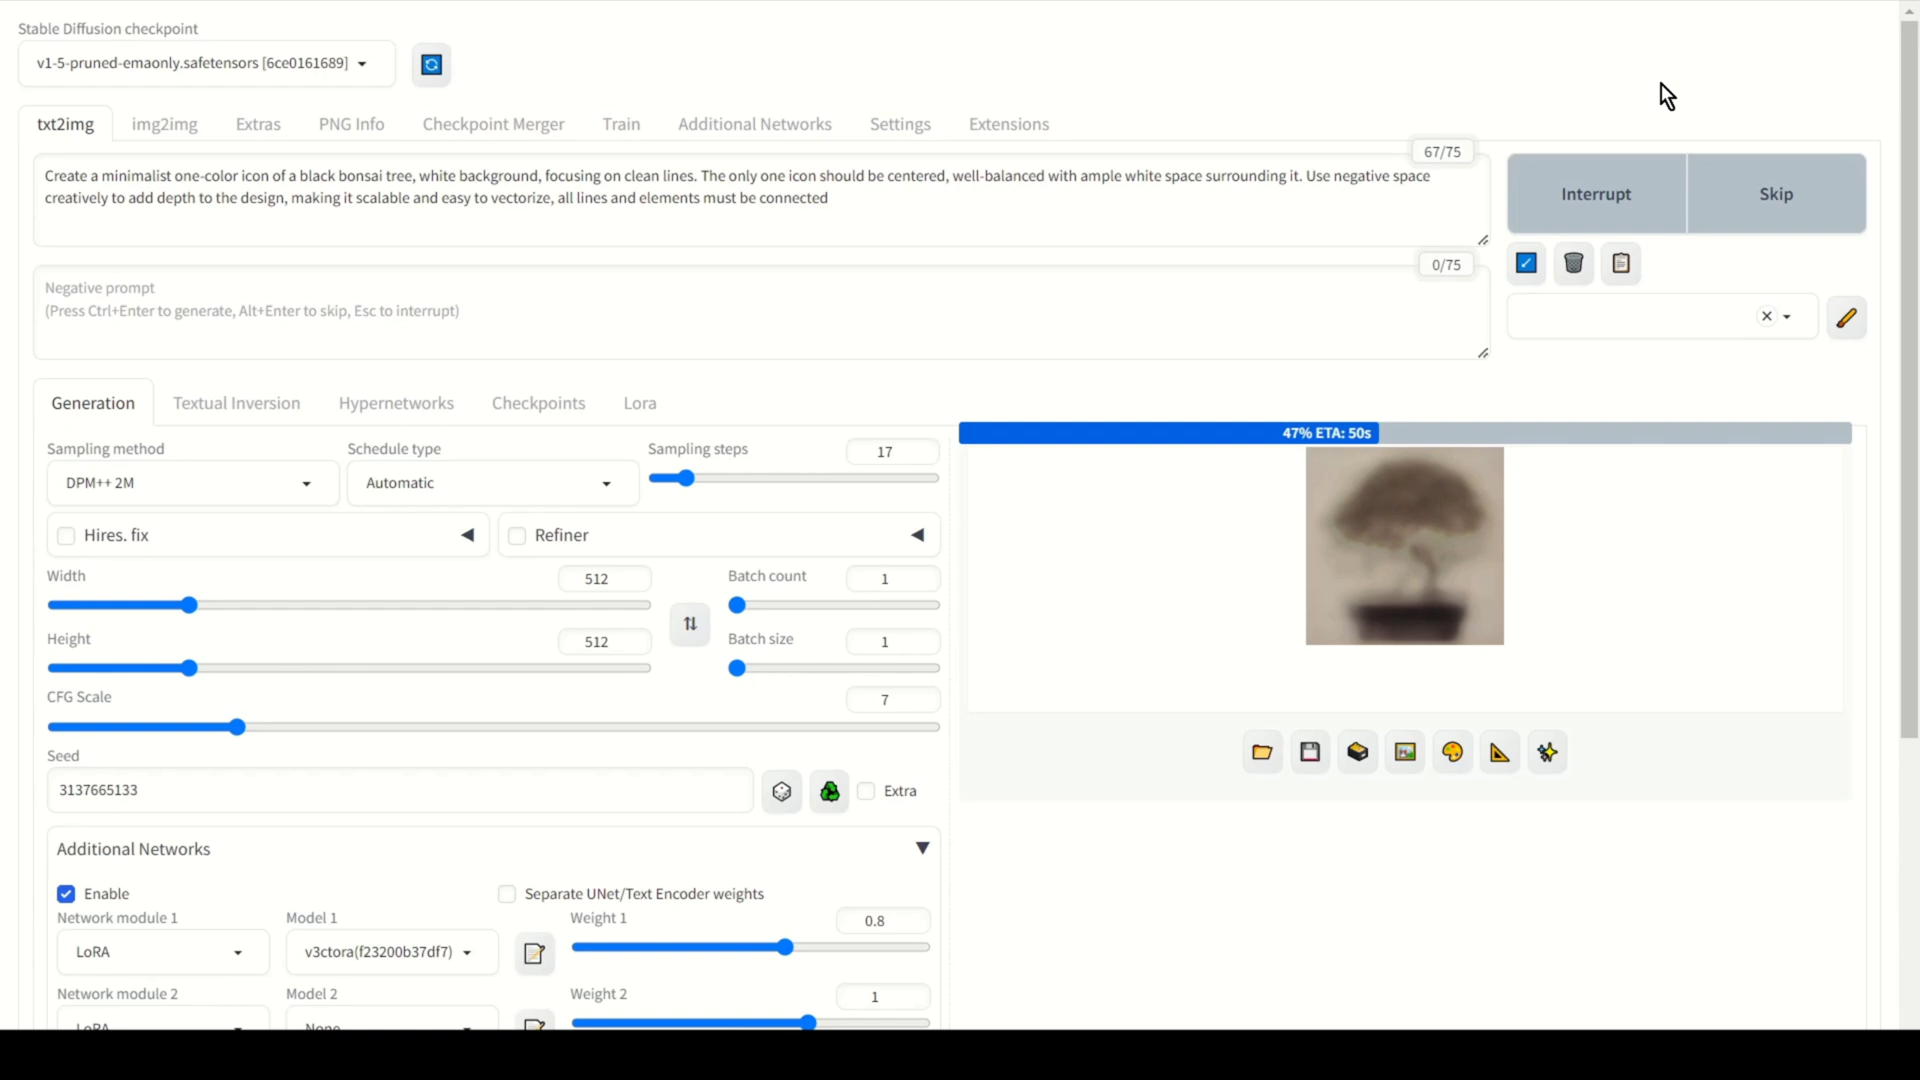 Stable Diffusion checkpoint
v1-5-pruned-emaonly.safetensors [6ce0161689]
txt2img
img2img
Extras
PNG Info
Checkpoint Merger
Train
Additional Networks
Settings
Extensions
67/75
Create a minimalist one-color icon of a black bonsai tree, white background, focusing on clean lines. The only one icon should be centered, well-balanced with ample white space surrounding it. Use negative space
creatively to add depth to the design, making it scalable and easy to vectorize, all lines and elements must be connected
Interrupt
Skip
0/75
Negative prompt
(Press Ctrl+Enter to generate, Alt+Enter to skip, Esc to interrupt)
Generation
Textual Inversion
Hypernetworks
Checkpoints
Lora
47% ETA: 50s
Sampling method
Schedule type
Sampling steps
17
DPM++ 2M
Automatic
Hires. fix
Refiner
Width
512
Batch count
1
Height
512
Batch size
1
CFG Scale
7
Seed
3137665133
Extra
Additional Networks
Enable
Separate UNet/Text Encoder weights
Network module 1
Model 1
Weight 1
0.8
LoRA
v3ctora(f23200b37df7)
Network module 2
Model 2
Weight 2
1
LoRA
None